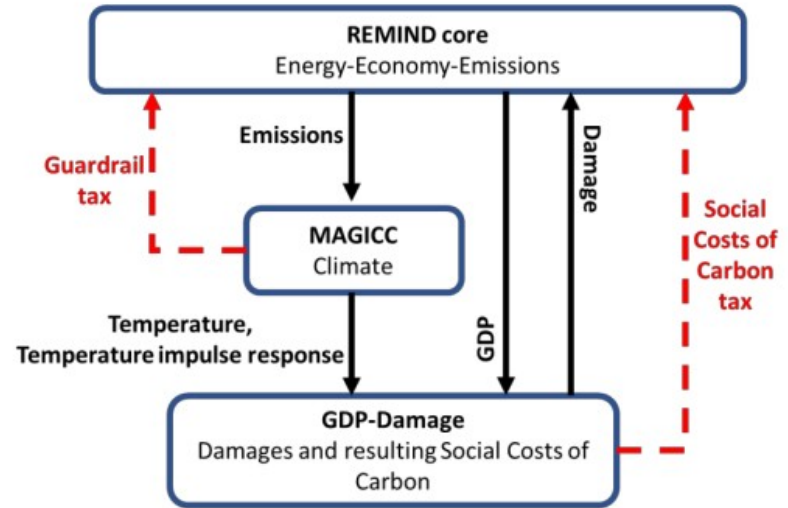 REMIND core
Energy-Economy-Emissions
Emissions
Damage
Guardrail
tax
Social
Costs of
Carbon
tax
MAGICC
Climate
Temperature,
Temperature impulse response
GDP
GDP-Damage
Damages and resulting Social Costs of
Carbon